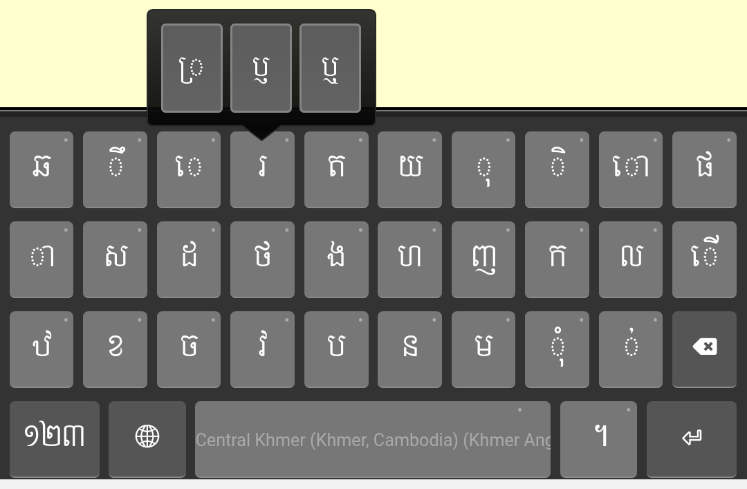 ◌្រ ឫ ឬ
ឆ ◌ឹ ◌េ រ ត យ ◌ុ ◌ិ ◌ោ ផ
◌ា ស ដ ថ ង ហ ញ ក ល ◌ើ
ឋ ខ ច វ ប ន ម ◌ុំ ◌់
១២៣ Central Khmer (Khmer, Cambodia) (Khmer Ang ។